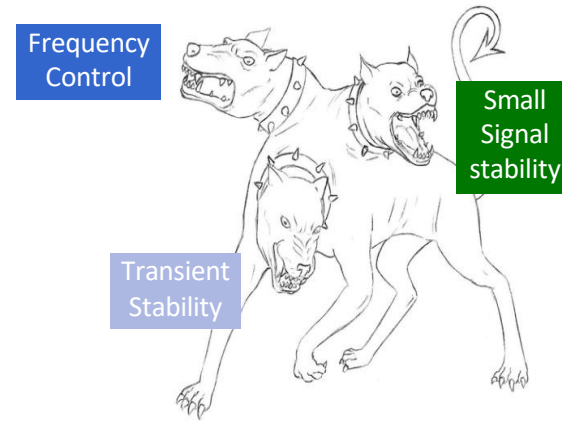 Frequency
Control
Small
Signal
stability
Transient
Stability